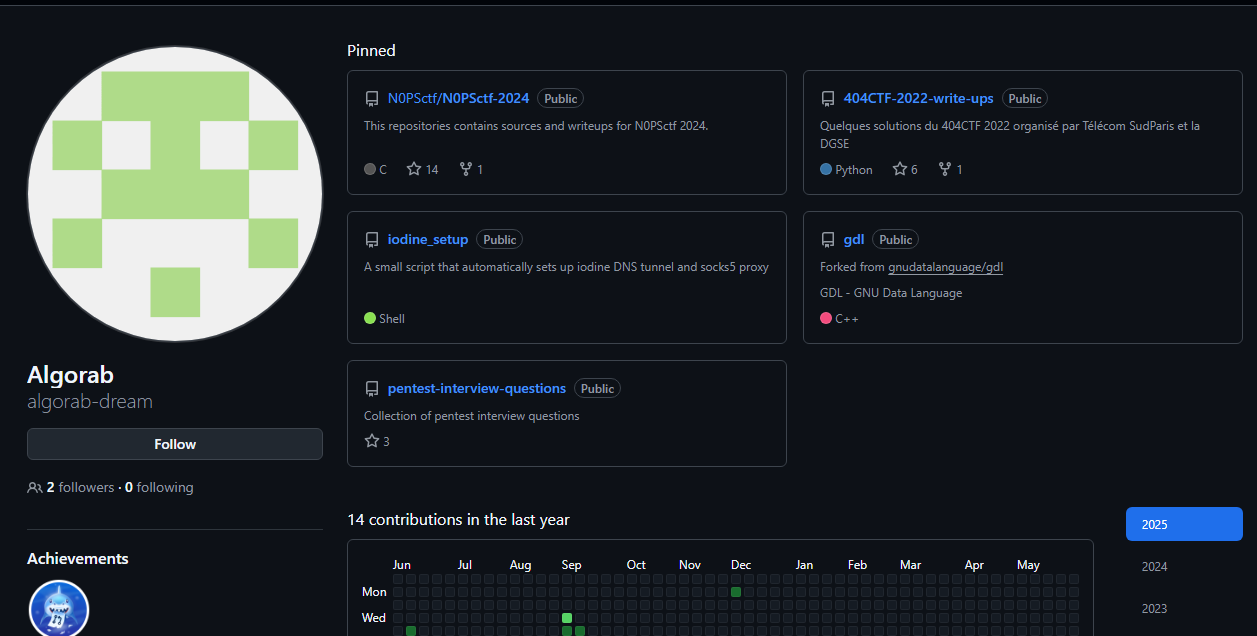 Pinned
N0PSctf/N0PSctf-2024 Public
This repositories contains sources and writeups for N0PSctf 2024.
C 14 1
404CTF-2022-write-ups Public
Quelques solutions du 404CTF 2022 organisé par Télécom SudParis et la
DGSE
Python 6 1
iodine_setup Public
A small script that automatically sets up iodine DNS tunnel and socks5 proxy
Shell
gdl Public
Forked from gnudatalanguage/gdl
GDL - GNU Data Language
C++
pentest-interview-questions Public
Collection of pentest interview questions
3
Algorab
algorab-dream
Follow
2 followers · 0 following
Achievements
14 contributions in the last year
Jun Jul Aug Sep Oct Nov Dec Jan Feb Mar Apr May
Mon
Wed
2025
2024
2023